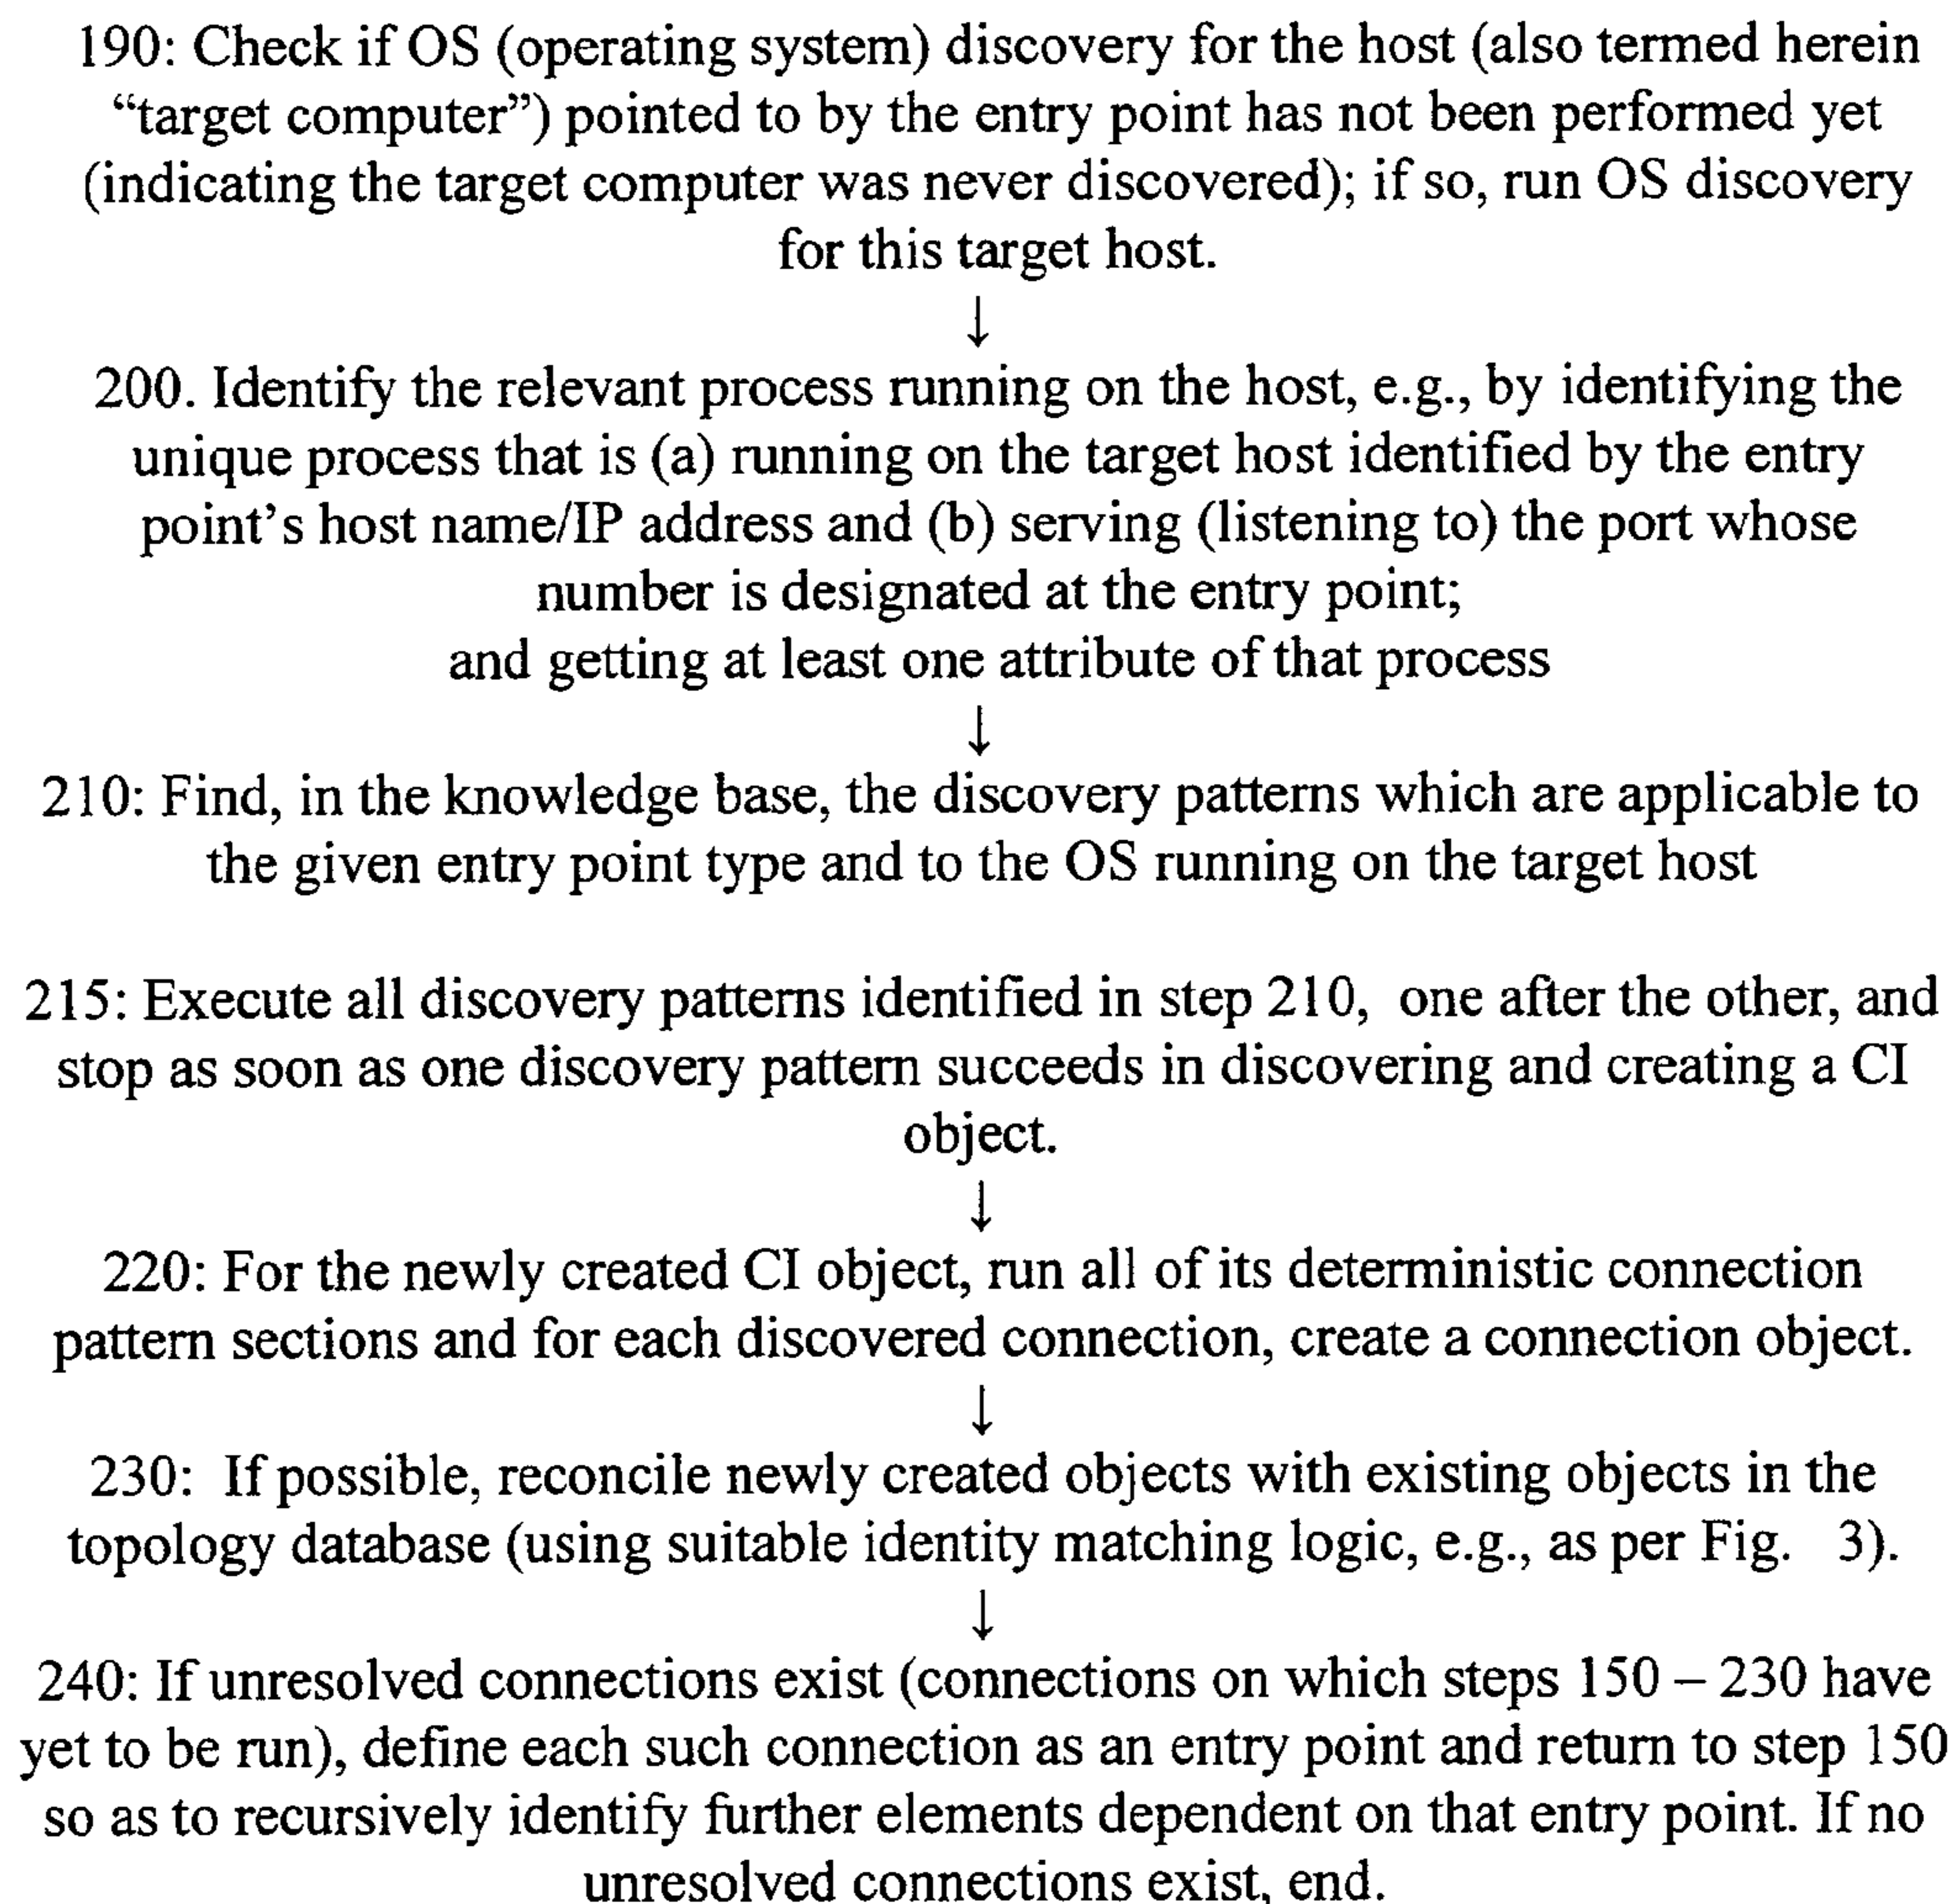 190: Check if OS (operating system) discovery for the host (also termed herein
“target computer”) pointed to by the entry point has not been performed yet
(indicating the target computer was never discovered); if so, run OS discovery
for this target host.
↓
200. Identify the relevant process running on the host, e.g., by identifying the
unique process that is (a) running on the target host identified by the entry
point’s host name/IP address and (b) serving (listening to) the port whose
number is designated at the entry point;
and getting at least one attribute of that process
↓
210: Find, in the knowledge base, the discovery patterns which are applicable to
the given entry point type and to the OS running on the target host
215: Execute all discovery patterns identified in step 210, one after the other, and
stop as soon as one discovery pattern succeeds in discovering and creating a CI
object.
↓
220: For the newly created CI object, run all of its deterministic connection
pattern sections and for each discovered connection, create a connection object.
↓
230: If possible, reconcile newly created objects with existing objects in the
topology database (using suitable identity matching logic, e.g., as per Fig. 3).
↓
240: If unresolved connections exist (connections on which steps 150 – 230 have
yet to be run), define each such connection as an entry point and return to step 150
so as to recursively identify further elements dependent on that entry point. If no
unresolved connections exist, end.